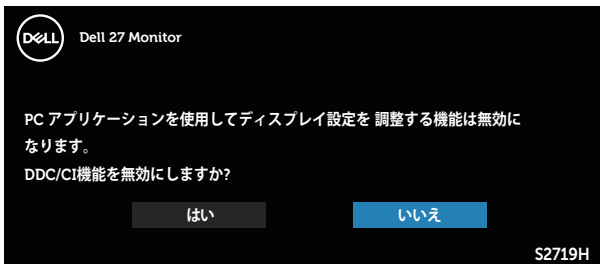 DELL
Dell 27 Monitor
PC アプリケーションを使用してディスプレイ設定を 調整する機能は無効に
なります。
DDC/CI機能を無効にしますか?
はい いいえ
S2719H